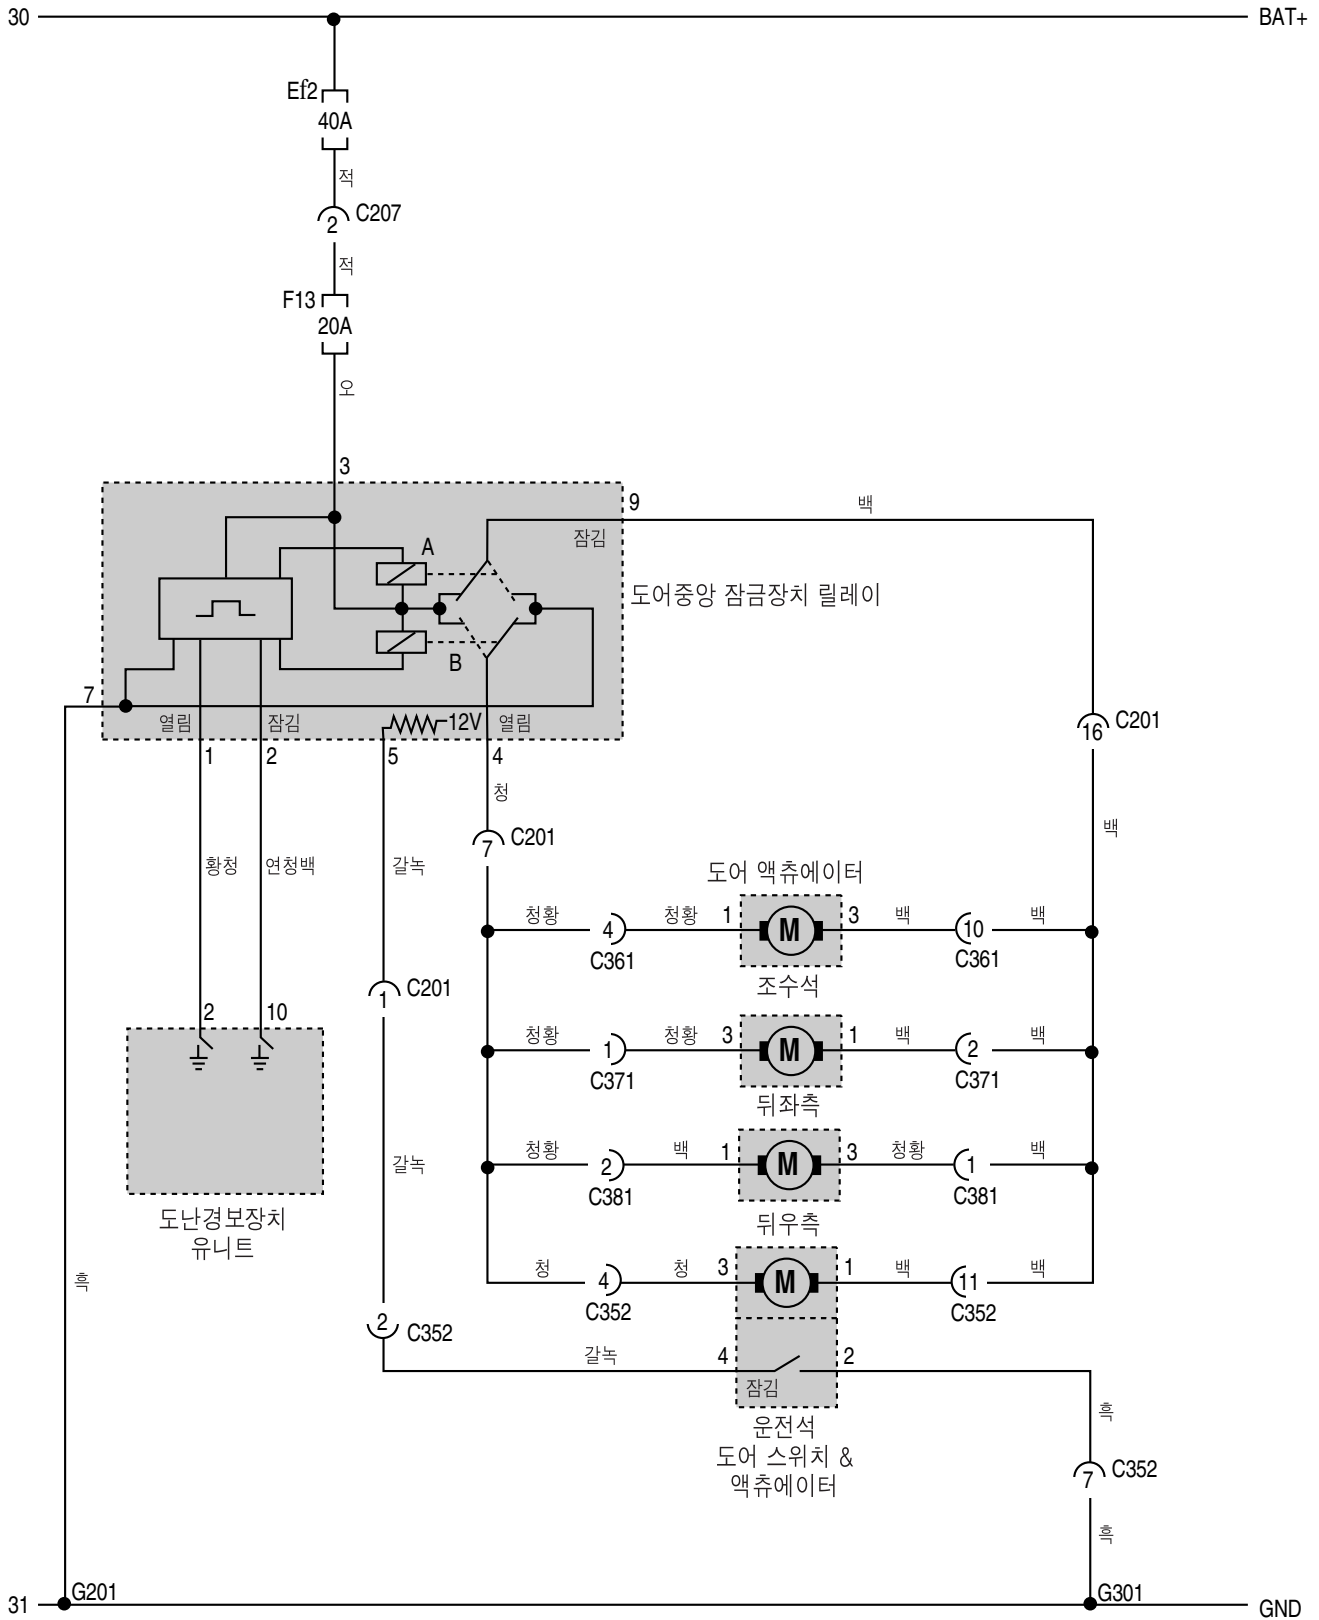 30
BAT+
Ef2
40A
적
C207
2
적
F13
20A
오
3
9
백
잠김
A
도어중앙 잠금장치 릴레이
B
7
열림
잠김
12V
열림
1
2
5
4
청
C201
16
백
C201
7
황청
연청백
갈녹
도어 액츄에이터
청황
4
청황
1
M
3
백
10
백
C361
C361
조수석
C201
1
2
10
청황
1
청황
3
M
1
백
2
백
C371
C371
뒤좌측
청황
2
백
1
M
3
청황
1
백
C381
C381
갈녹
도난경보장치
유니트
뒤우측
흑
청
4
청
3
M
1
백
11
백
C352
C352
2
C352
갈녹
4
2
잠김
흑
운전석
도어 스위치 &
액츄에이터
C352
7
흑
31
G201
G301
GND